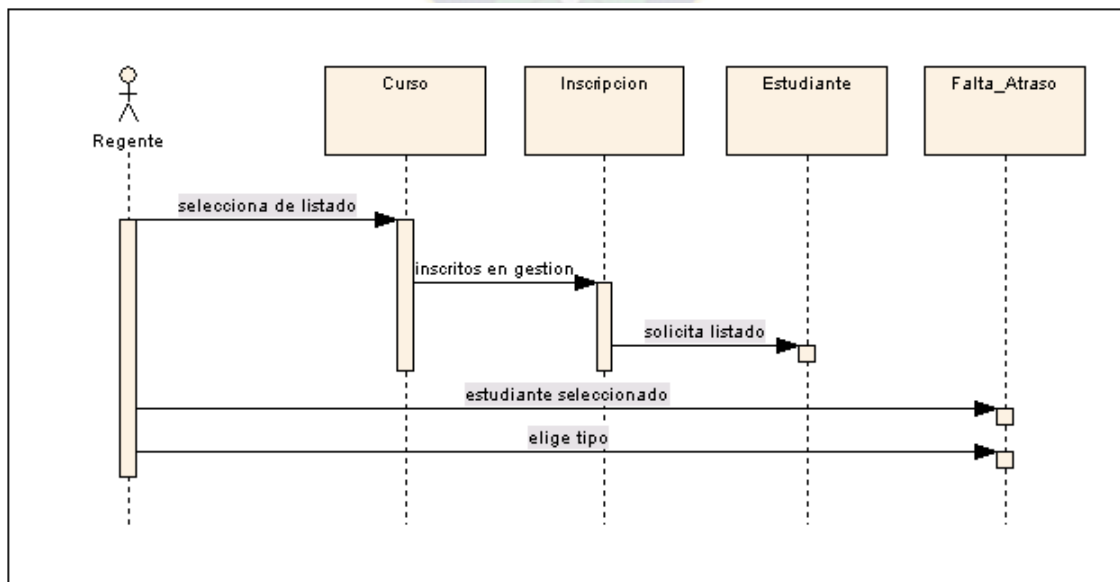 Curso
Inscripcion
Estudiante
Falta_Atraso
Regente
selecciona de listado
inscritos en gestion
solicita listado
estudiante seleccionado
elige tipo